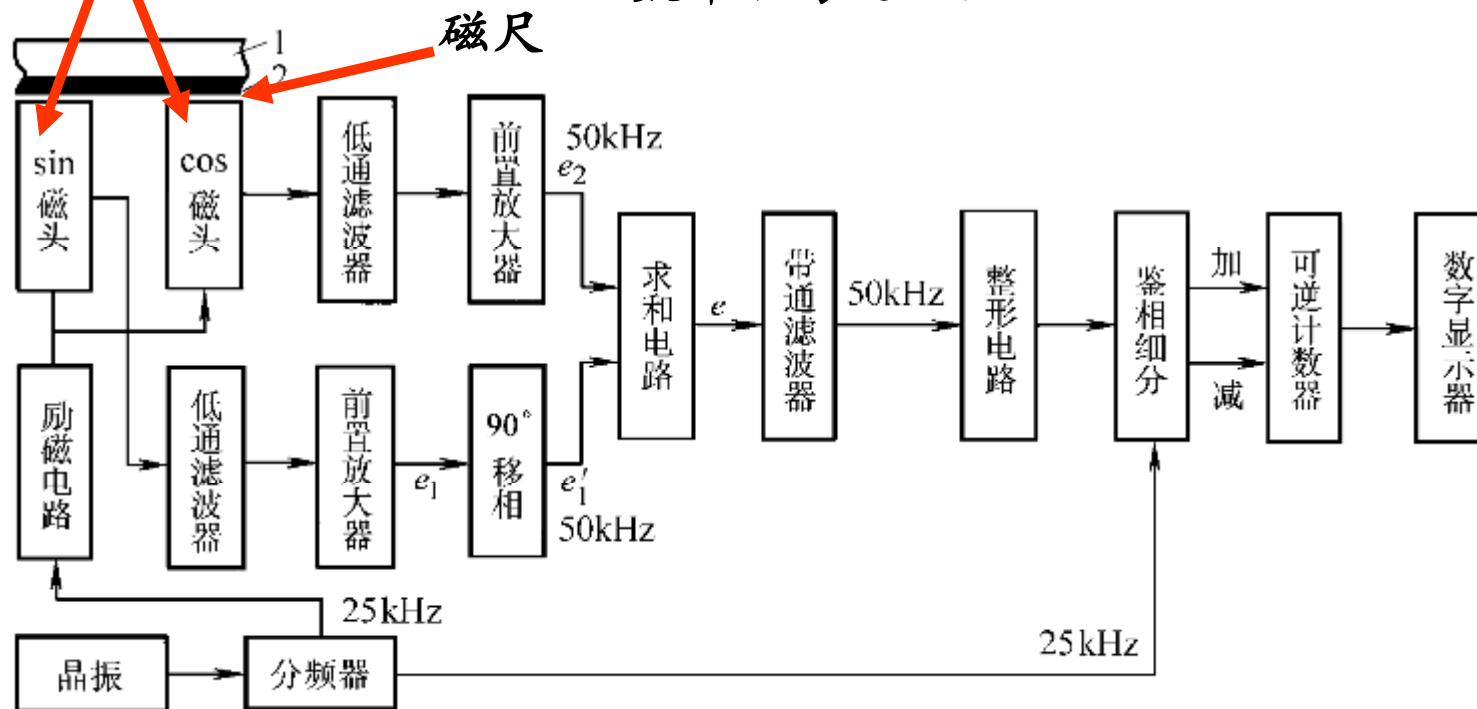 磁尺
1
2
sin
磁头
cos
磁头
低通滤波器
前置放大器
50kHz
e2
励磁电路
低通滤波器
前置放大器
e1
90°
移相
e1′
50kHz
求和电路
e
带通滤波器
50kHz
整形电路
鉴相细分
加
减
可逆计数器
数字显示器
25kHz
晶振
分频器
25kHz